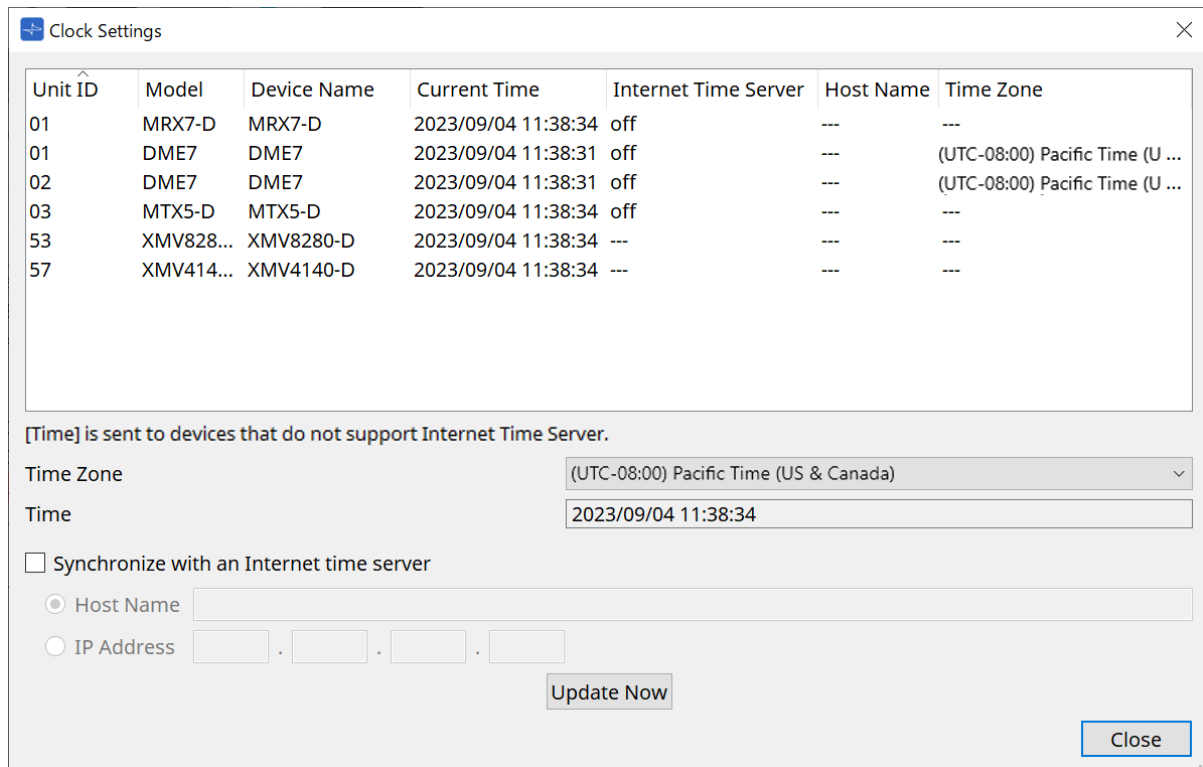 Clock Settings
Unit ID Model Device Name Current Time Internet Time Server Host Name Time Zone
01 MRX7-D MRX7-D 2023/09/04 11:38:34 off --- ---
01 DME7 DME7 2023/09/04 11:38:31 off --- (UTC-08:00) Pacific Time (U ...
02 DME7 DME7 2023/09/04 11:38:31 off --- (UTC-08:00) Pacific Time (U ...
03 MTX5-D MTX5-D 2023/09/04 11:38:34 off --- ---
53 XMV828... XMV8280-D 2023/09/04 11:38:34 --- --- ---
57 XMV414... XMV4140-D 2023/09/04 11:38:34 --- --- ---
[Time] is sent to devices that do not support Internet Time Server.
Time Zone (UTC-08:00) Pacific Time (US & Canada)
Time 2023/09/04 11:38:34
Synchronize with an Internet time server
Host Name
IP Address . . .
Update Now
Close